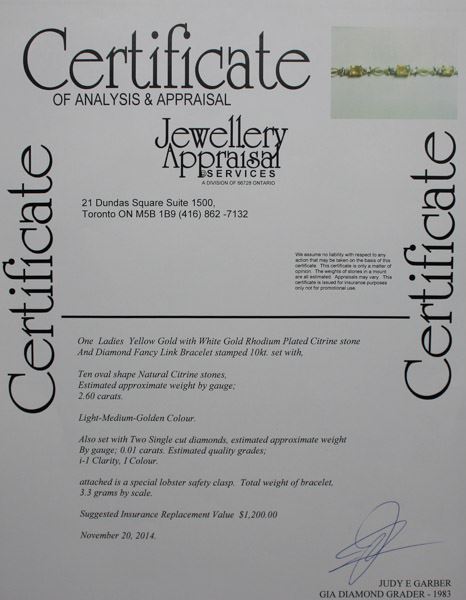 Certificate
OF ANALYSIS & APPRAISAL
Jewellery
Appraisal
SERVICES
A DIVISION OF 66728 ONTARIO
21 Dundas Square Suite 1500,
Toronto ON M5B 1B9 (416) 862 -7132
Certificate
Certificate
We assume no liability with respect to any
action that may be taken on the basis of this
certificate. This certificate is only a matter of
opinion. The weights of stones in a mount
are all estimated. Appraisals may vary. This
certificate is issued for insurance purposes
only not for promotional use.
One Ladies Yellow Gold with White Gold Rhodium Plated Citrine stone
And Diamond Fancy Link Bracelet stamped 10kt. set with,
Ten oval shape Natural Citrine stones,
Estimated approximate weight by gauge;
2.60 carats.
Light-Medium-Golden Colour.
Also set with Two Single cut diamonds, estimated approximate weight
By gauge; 0.01 carats. Estimated quality grades;
i-1 Clarity, I Colour.
attached is a special lobster safety clasp. Total weight of bracelet,
3.3 grams by scale.
Suggested Insurance Replacement Value $1,200.00
November 20, 2014.
JUDY E GARBER
GIA DIAMOND GRADER - 1983